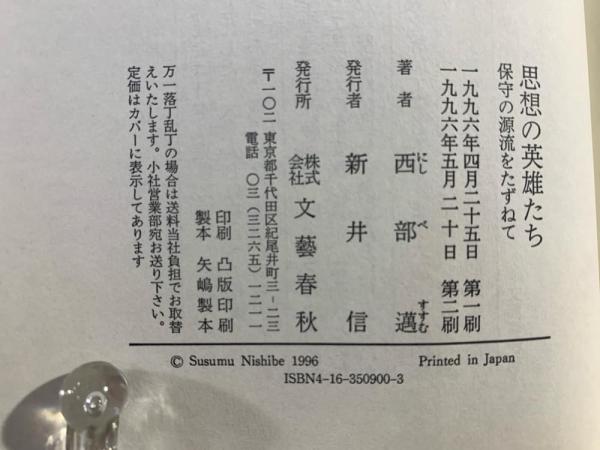 思想の英雄たち
保守の源流をたずねて
一九九六年四月二十五日 第一刷
一九九六年五月二十日 第二刷
著者 西部邁
にしべ すすむ
発行者 新井信
発行所 株式会社 文藝春秋
〒一〇二 東京都千代田区紀尾井町三−二三
電話 〇三(三二六五)一二一一
印刷 凸版印刷
製本 矢嶋製本
万一落丁乱丁の場合は送料当社負担でお取替
えいたします。小社営業部宛お送り下さい。
定価はカバーに表示してあります
© Susumu Nishibe 1996 Printed in Japan
ISBN4-16-350900-3